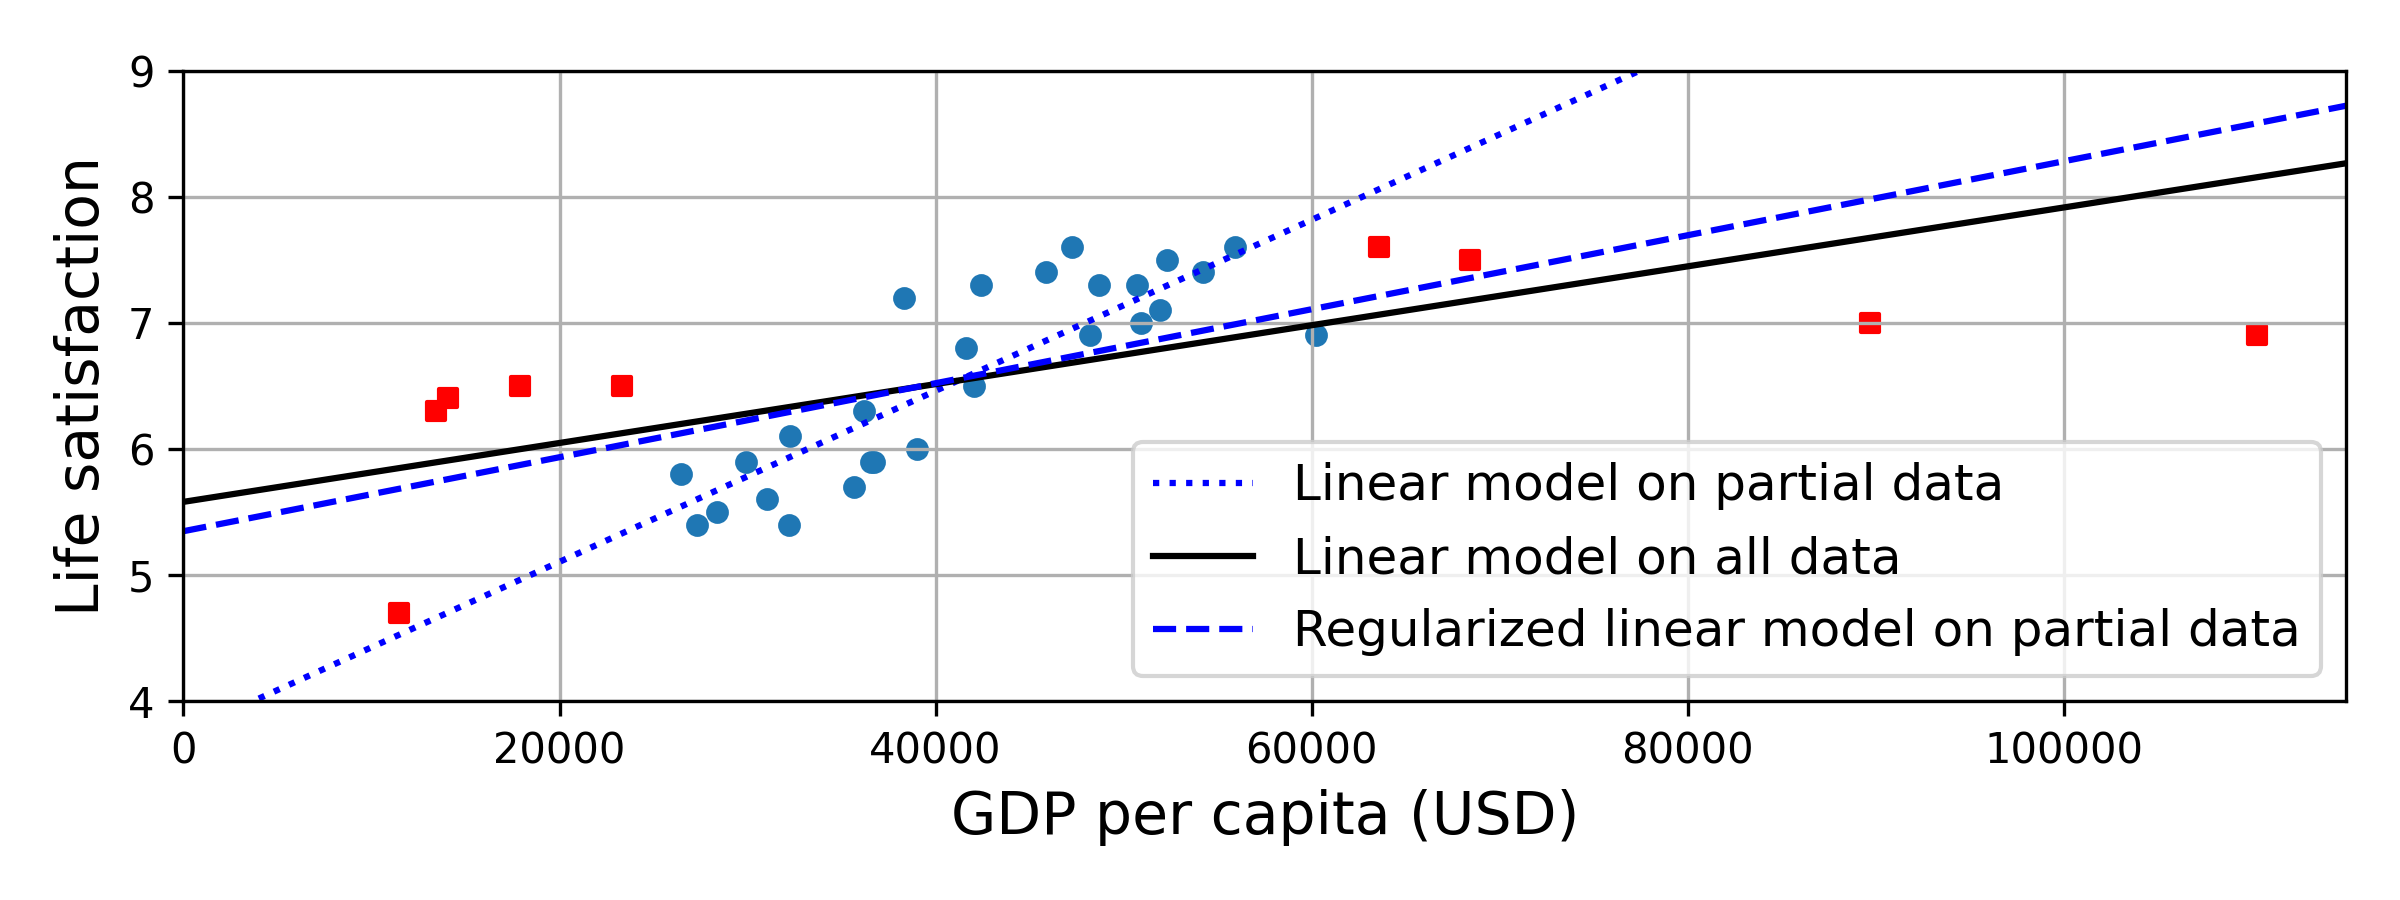 9
8
7
6
5
4
Life satisfaction
Linear model on partial data
Linear model on all data
Regularized linear model on partial data
0 20000 40000 60000 80000 100000
GDP per capita (USD)